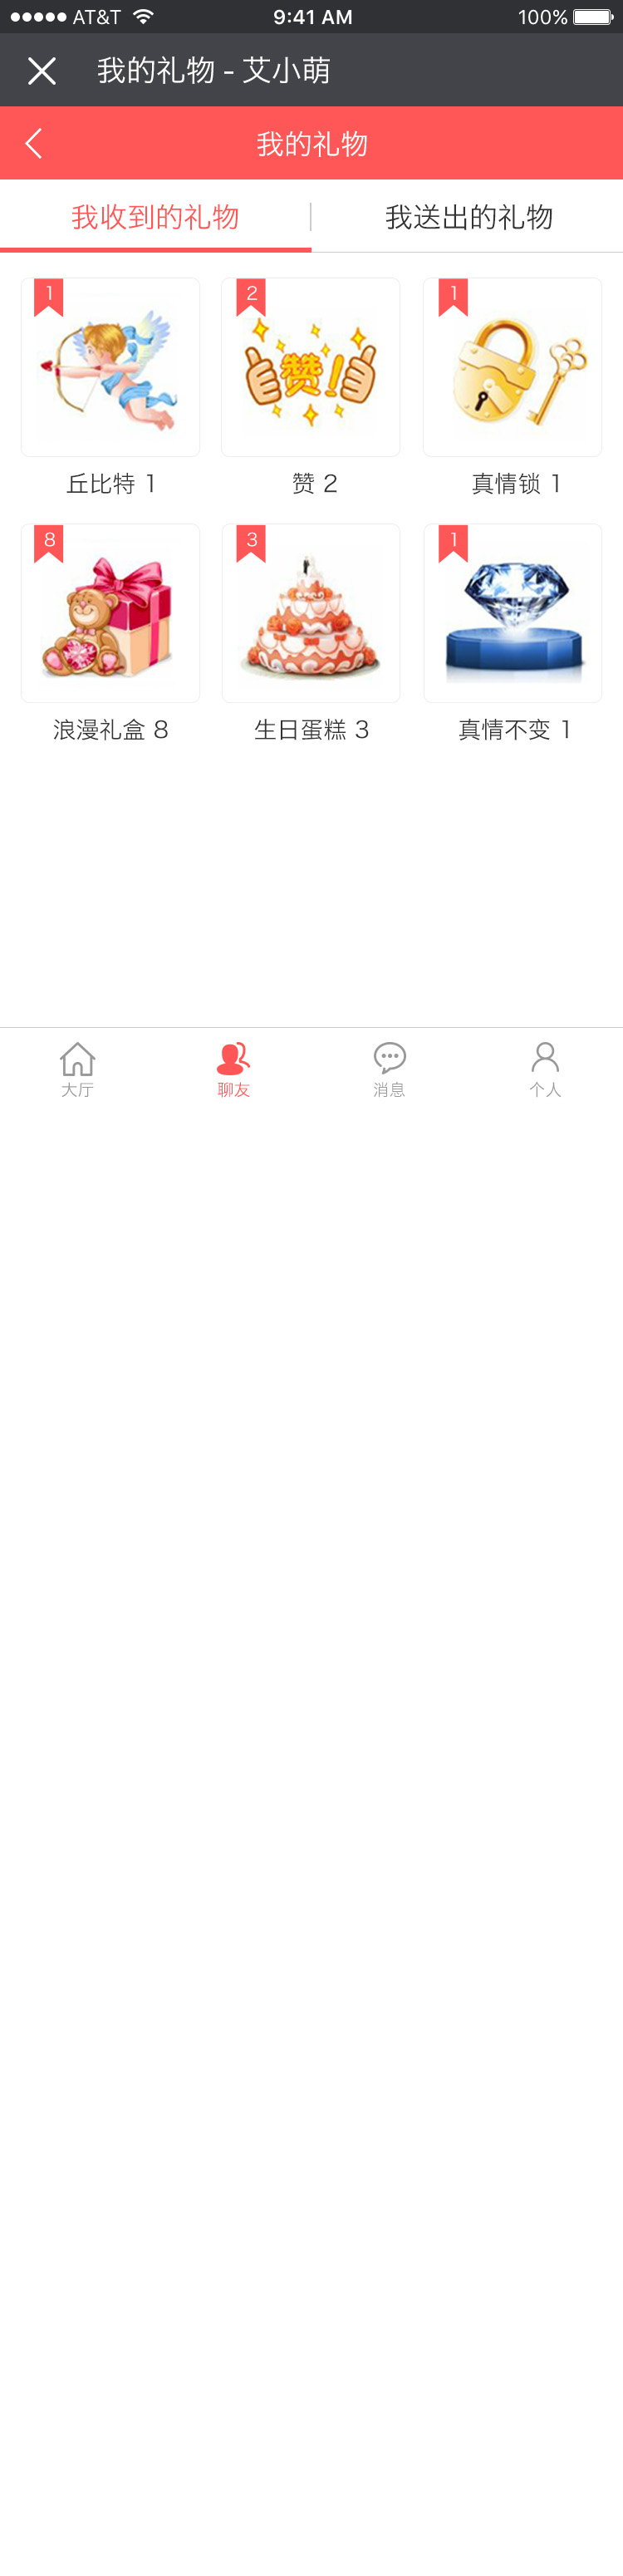 AT&T 9:41 AM 100%
我的礼物 - 艾小萌
我的礼物
我收到的礼物 我送出的礼物
1 2 1
赞!
丘比特 1 赞 2 真情锁 1
8 3 1
浪漫礼盒 8 生日蛋糕 3 真情不变 1
大厅 聊友 消息 个人